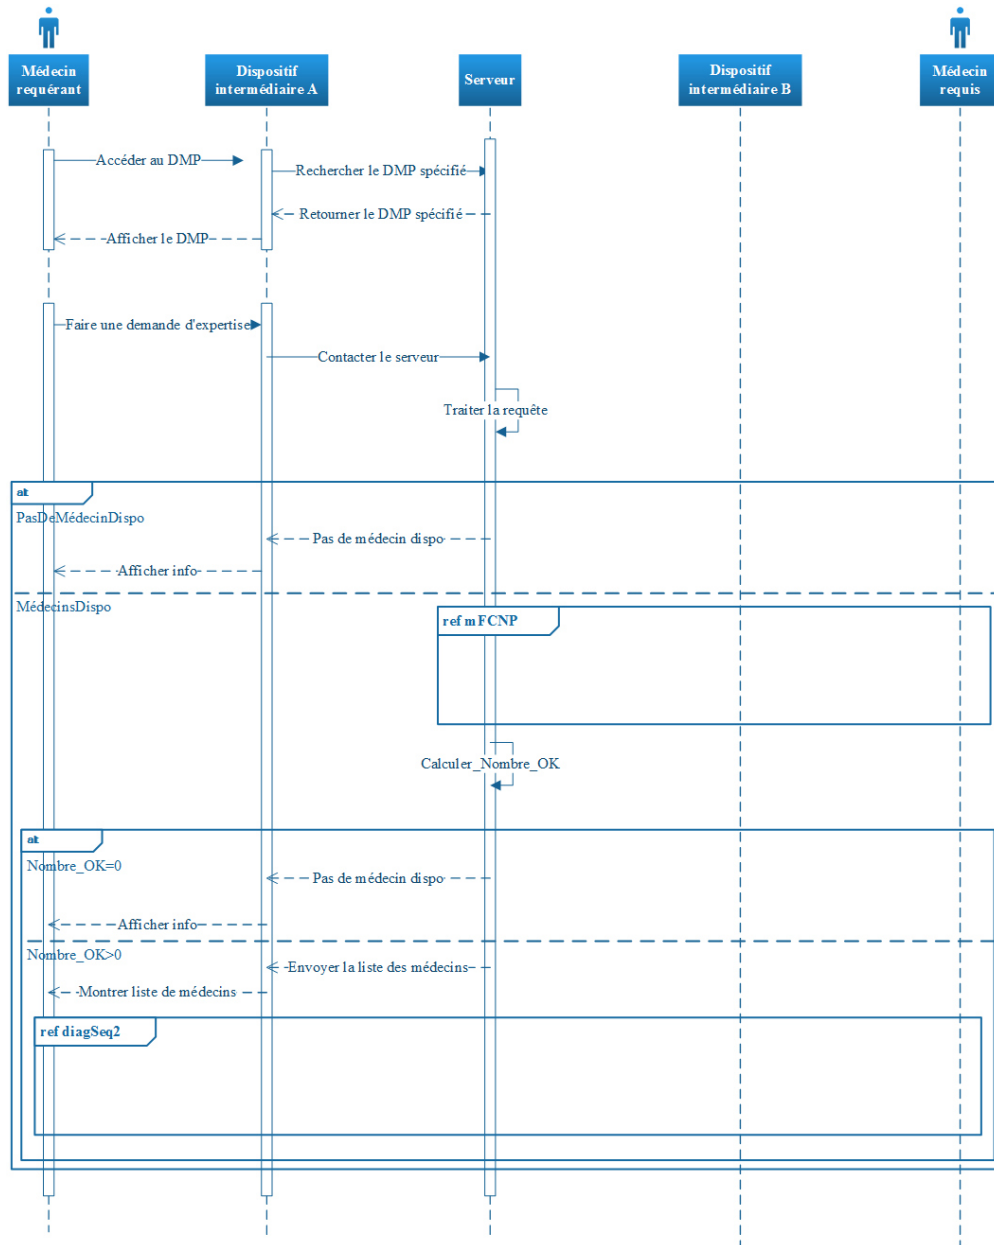 Médecin
requérant
Dispositif
intermédiaire A
Serveur
Dispositif
intermédiaire B
Médecin
requis
Accéder au DMP
Rechercher le DMP spécifié
Retourner le DMP spécifié
Afficher le DMP
Faire une demande d'expertise
Contacter le serveur
Traiter la requête
alt
PasDeMédecinDispo
Pas de médecin dispo
Afficher info
MédecinsDispo
ref mFCNP
Calculer_Nombre_OK
alt
Nombre_OK=0
Pas de médecin dispo
Afficher info
Nombre_OK>0
Envoyer la liste des médecins
Montrer liste de médecins
ref diagSeq2